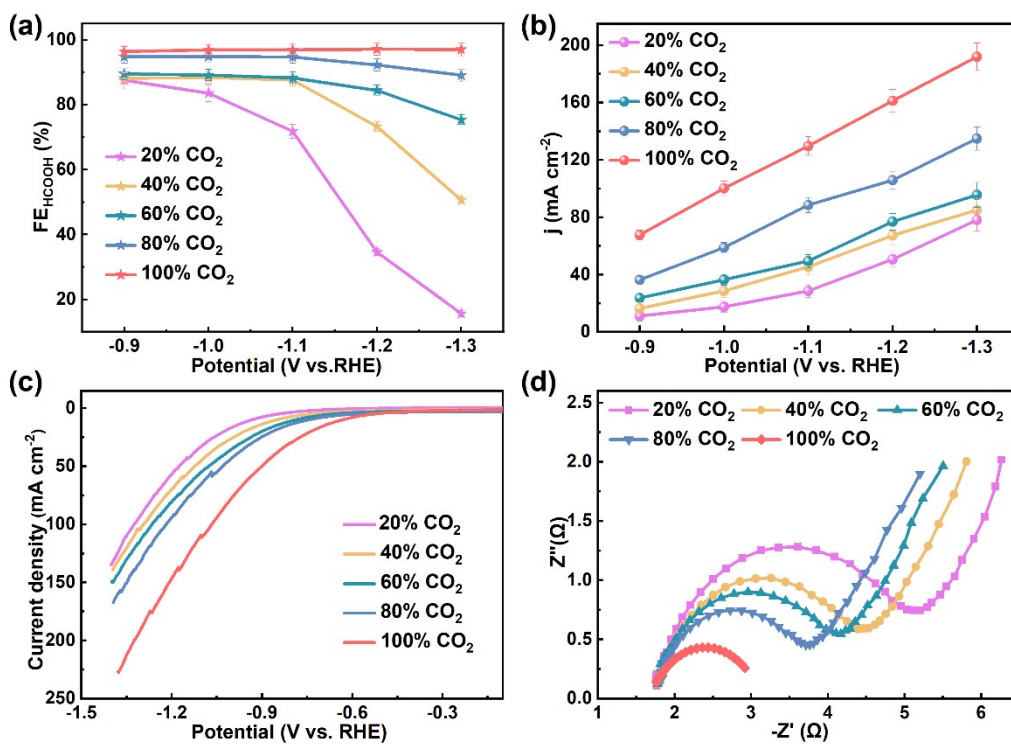 (a)
FE_HCOOH (%)
100
80
60
40
20
20% CO₂
40% CO₂
60% CO₂
80% CO₂
100% CO₂
-0.9 -1.0 -1.1 -1.2 -1.3
Potential (V vs.RHE)
(b)
j (mA cm⁻²)
200
160
120
80
40
0
20% CO₂
40% CO₂
60% CO₂
80% CO₂
100% CO₂
-0.9 -1.0 -1.1 -1.2 -1.3
Potential (V vs.RHE)
(c)
Current density (mA cm⁻²)
0
50
100
150
200
250
20% CO₂
40% CO₂
60% CO₂
80% CO₂
100% CO₂
-1.5 -1.2 -0.9 -0.6 -0.3
Potential (V vs. RHE)
(d)
Z"(Ω)
2.5
2.0
1.5
1.0
0.5
0.0
20% CO₂ 40% CO₂ 60% CO₂
80% CO₂ 100% CO₂
1 2 3 4 5 6
-Z' (Ω)